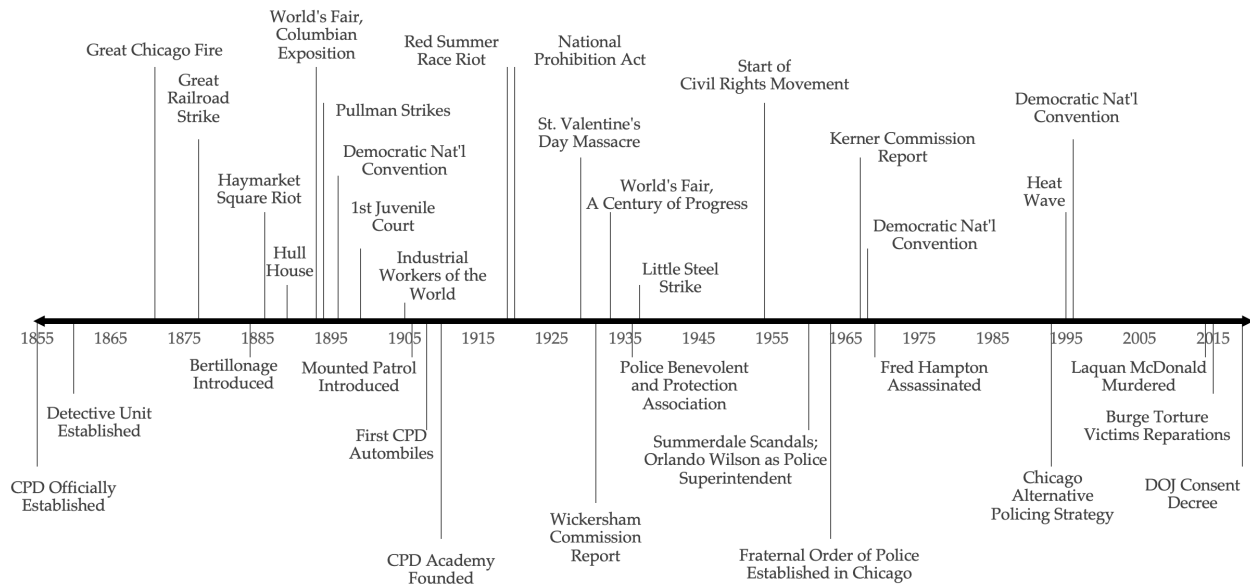 Great Chicago Fire
Great
Railroad
Strike
Haymarket
Square Riot
Hull
House
World's Fair,
Columbian
Exposition
Pullman Strikes
Democratic Nat'l
Convention
1st Juvenile
Court
Industrial
Workers of the
World
Red Summer
Race Riot
National
Prohibition Act
St. Valentine's
Day Massacre
World's Fair,
A Century of Progress
Little Steel
Strike
Start of
Civil Rights Movement
Kerner Commission
Report
Democratic Nat'l
Convention
Heat
Wave
Democratic Nat'l
Convention
1855 1865 1875 1885 1895 1905 1915 1925 1935 1945 1955 1965 1975 1985 1995 2005 2015
CPD Officially
Established
Detective Unit
Established
Bertillonage
Introduced
Mounted Patrol
Introduced
First CPD
Autombiles
CPD Academy
Founded
Wickersham
Commission
Report
Police Benevolent
and Protection
Association
Summerdale Scandals;
Orlando Wilson as Police
Superintendent
Fraternal Order of Police
Established in Chicago
Fred Hampton
Assassinated
Chicago
Alternative
Policing Strategy
Laquan McDonald
Murdered
Burge Torture
Victims Reparations
DOJ Consent
Decree